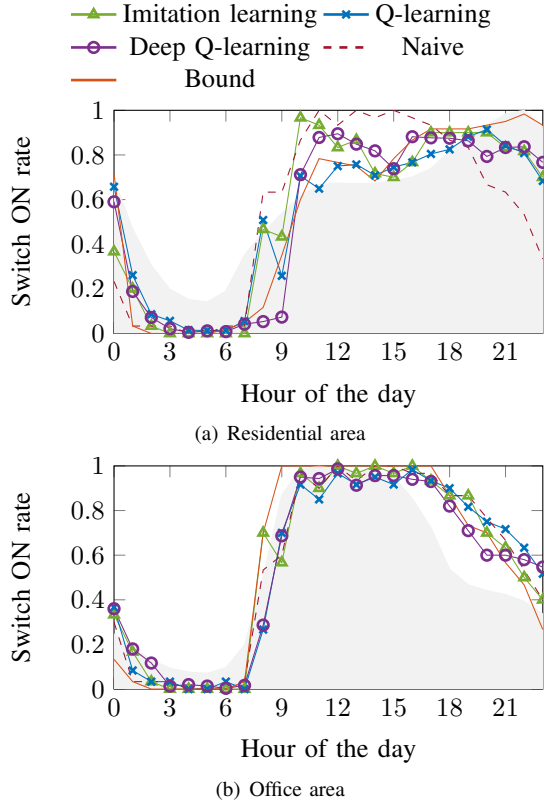 Imitation learning Q-learning
Deep Q-learning Naive
Bound
Switch ON rate
1
0.8
0.6
0.4
0.2
0
0 3 6 9 12 15 18 21
Hour of the day
(a) Residential area
Switch ON rate
1
0.8
0.6
0.4
0.2
0
0 3 6 9 12 15 18 21
Hour of the day
(b) Office area